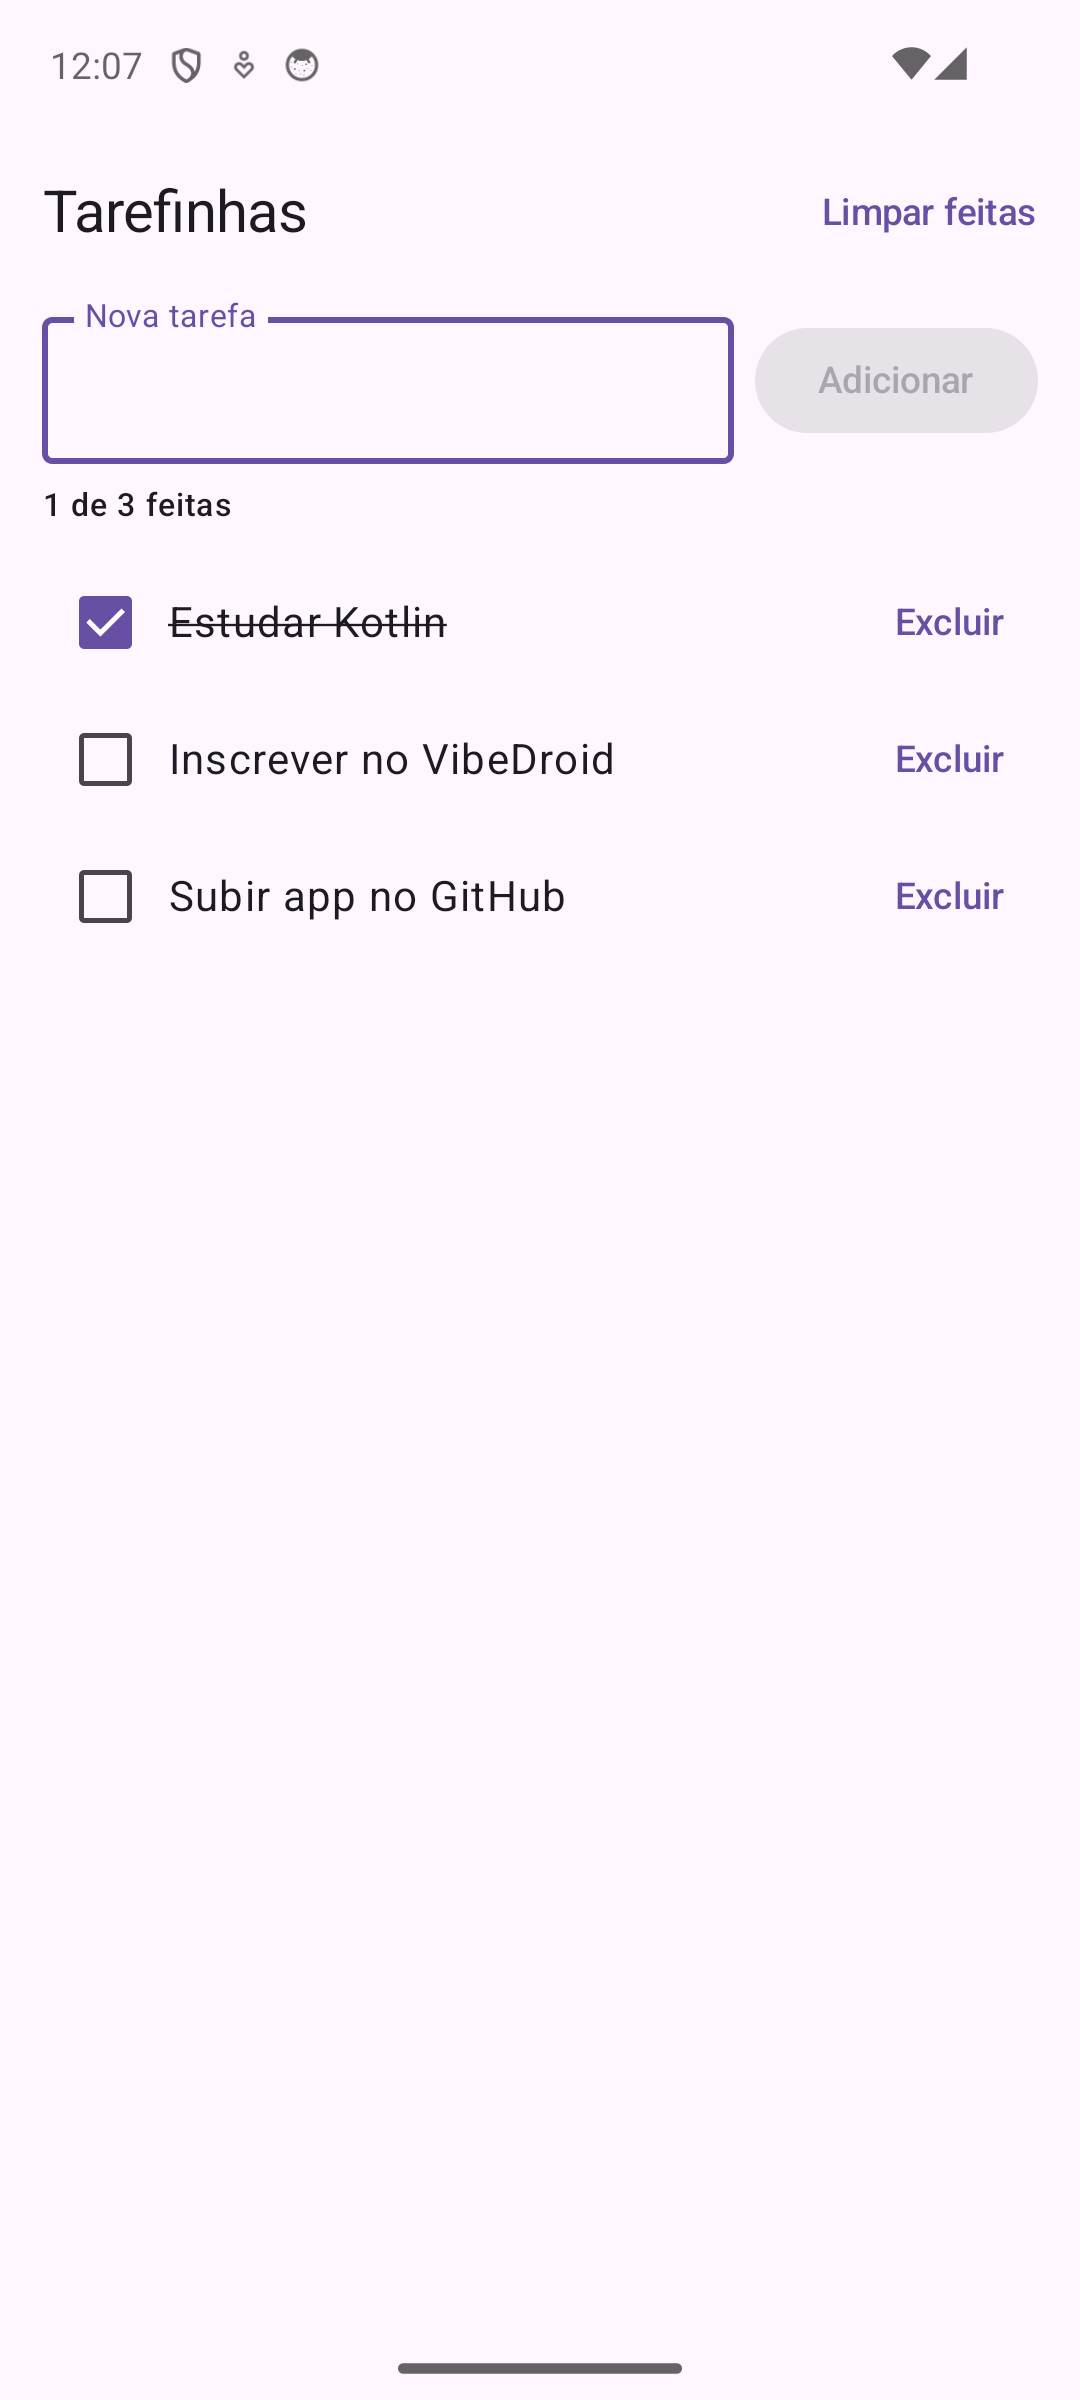 12:07
Tarefinhas
Limpar feitas
Nova tarefa
Adicionar
1 de 3 feitas
Estudar Kotlin
Excluir
Inscrever no VibeDroid
Excluir
Subir app no GitHub
Excluir